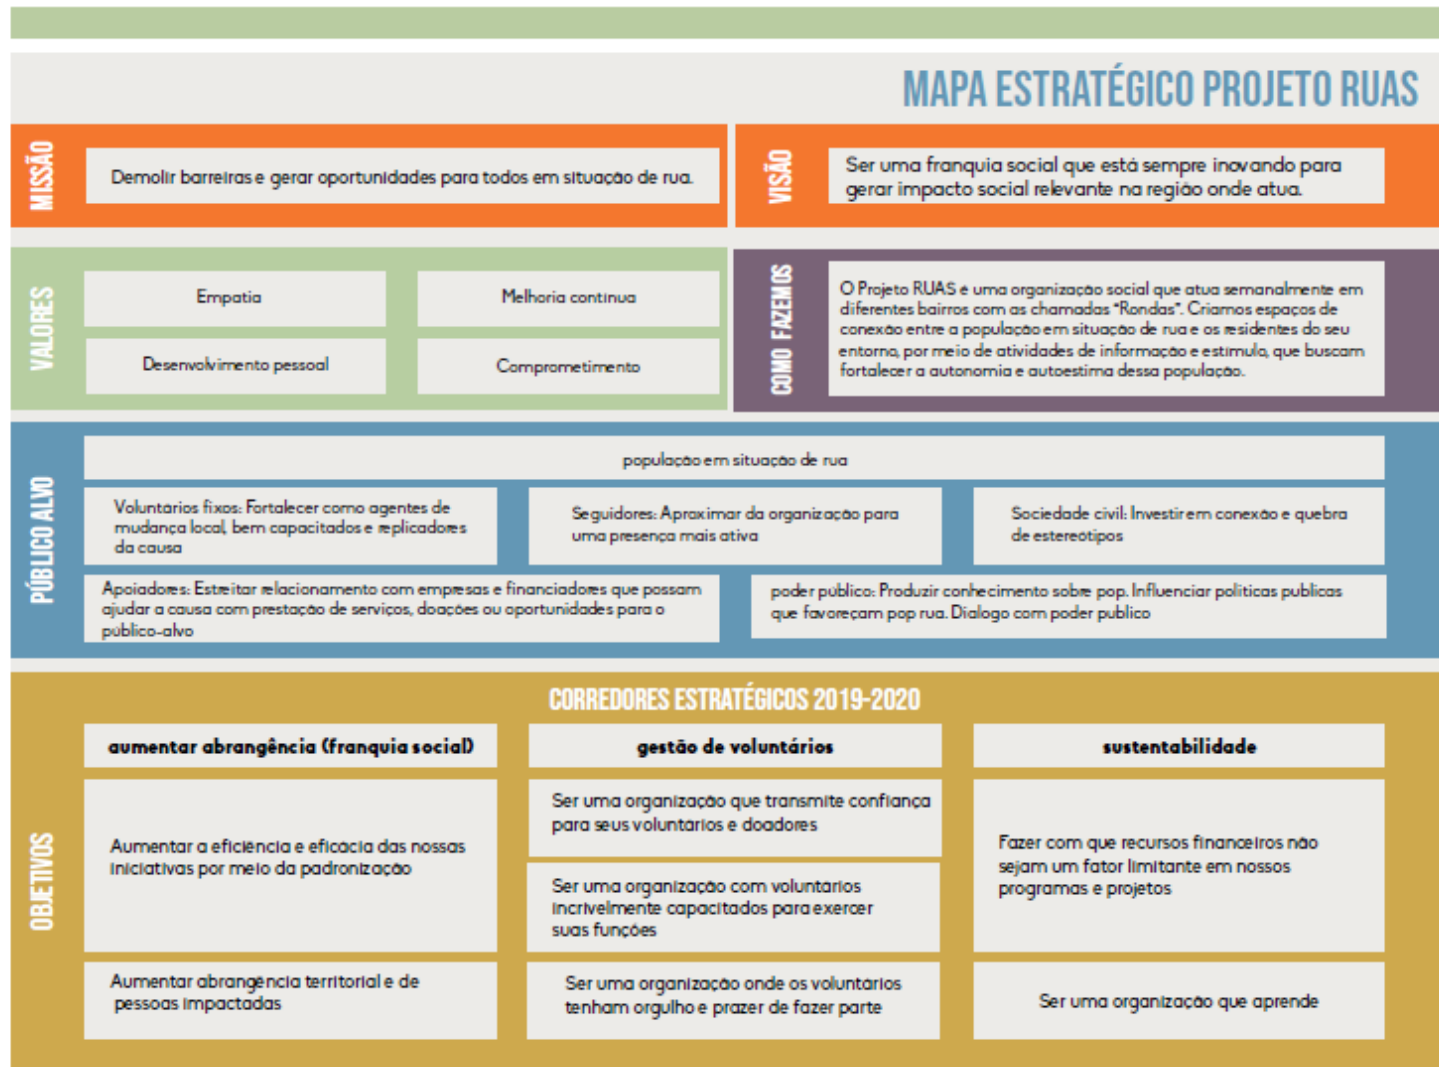 MAPA ESTRATÉGICO PROJETO RUAS
MISSÃO
Demolir barreiras e gerar oportunidades para todos em situação de rua.
VISÃO
Ser uma franquia social que está sempre inovando para
gerar impacto social relevante na região onde atua.
VALORES
Empatia
Melhoria contínua
Desenvolvimento pessoal
Comprometimento
COMO FAZEMOS
O Projeto RUAS é uma organização social que atua semanalmente em
diferentes bairros com as chamadas “Rondas”. Criamos espaços de
conexão entre a população em situação de rua e os residentes do seu
entorno, por meio de atividades de informação e estímulo, que buscam
fortalecer a autonomia e autoestima dessa população.
PÚBLICO ALVO
população em situação de rua
Voluntários fixos: Fortalecer como agentes de
mudança local, bem capacitados e replicadores
da causa
Seguidores: Aproximar da organização para
uma presença mais ativa
Sociedade civil: Investir em conexão e quebra
de estereótipos
Apoiadores: Estreitar relacionamento com empresas e financiadores que possam
ajudar a causa com prestação de serviços, doações ou oportunidades para o
público-alvo
poder público: Produzir conhecimento sobre pop. Influenciar políticas publicas
que favoreçam pop rua. Dialogo com poder publico
OBJETIVOS
CORREDORES ESTRATÉGICOS 2019-2020
aumentar abrangência (franquia social)
Aumentar a eficiência e eficácia das nossas
iniciativas por meio da padronização
Aumentar abrangência territorial e de
pessoas impactadas
gestão de voluntários
Ser uma organização que transmite confiança
para seus voluntários e doadores
Ser uma organização com voluntários
incrivelmente capacitados para exercer
suas funções
Ser uma organização onde os voluntários
tenham orgulho e prazer de fazer parte
sustentabilidade
Fazer com que recursos financeiros não
sejam um fator limitante em nossos
programas e projetos
Ser uma organização que aprende